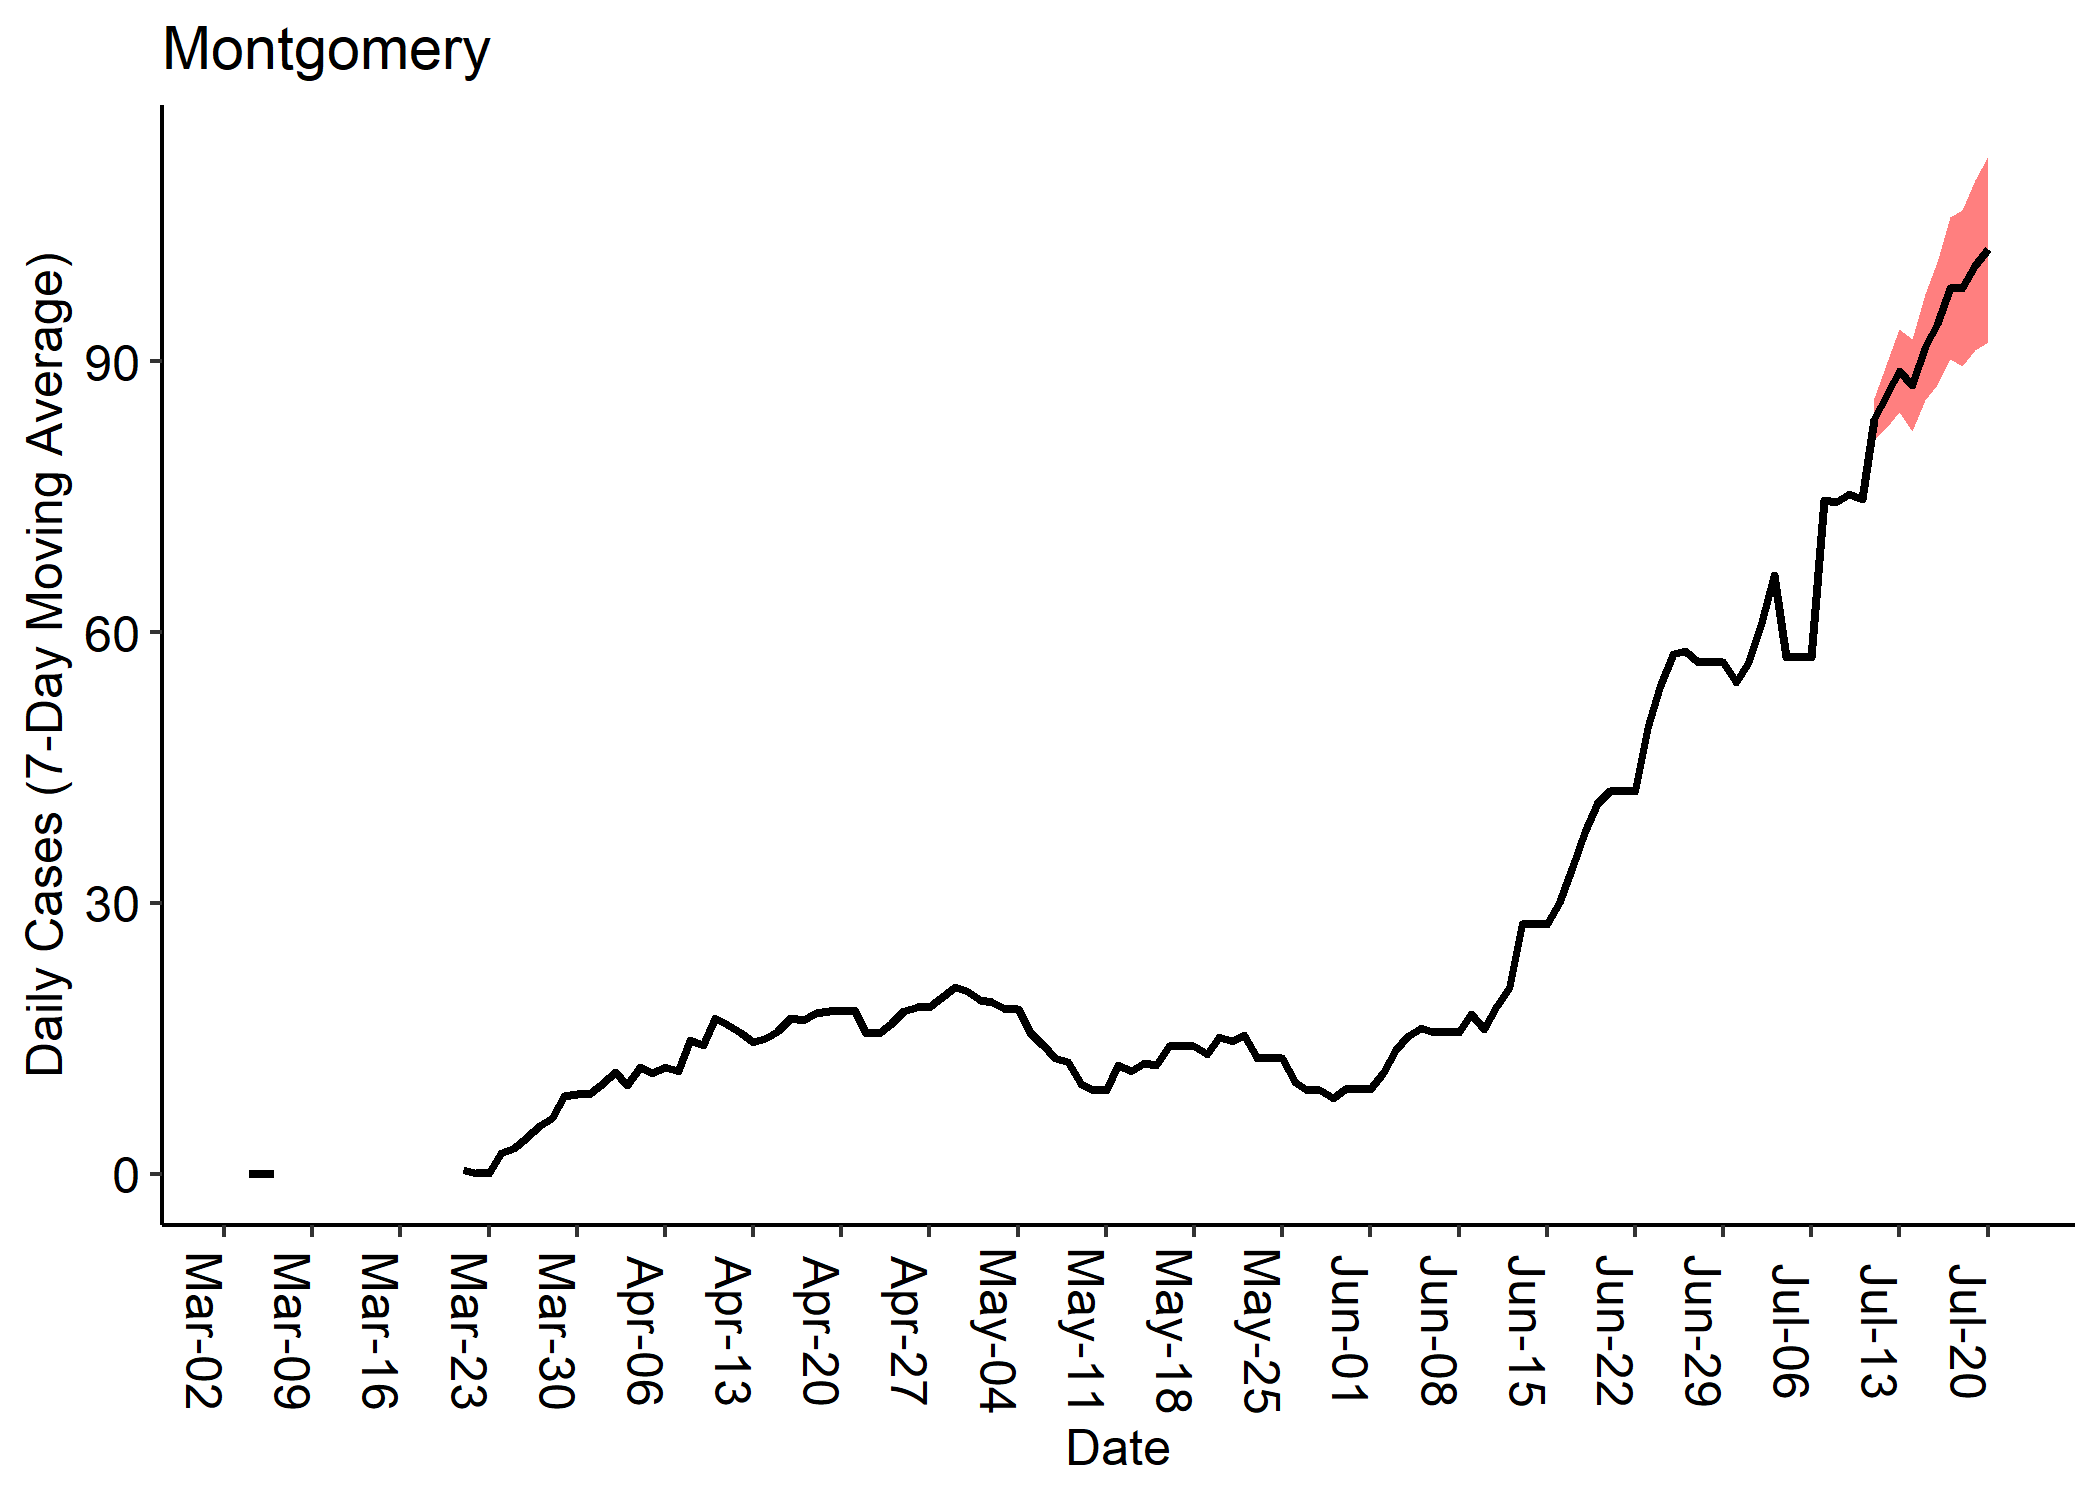 Montgomery
Daily Cases (7-Day Moving Average)
90
60
30
0
Mar-02
Mar-09
Mar-16
Mar-23
Mar-30
Apr-06
Apr-13
Apr-20
Apr-27
May-04
May-11
May-18
May-25
Jun-01
Jun-08
Jun-15
Jun-22
Jun-29
Jul-06
Jul-13
Jul-20
Date